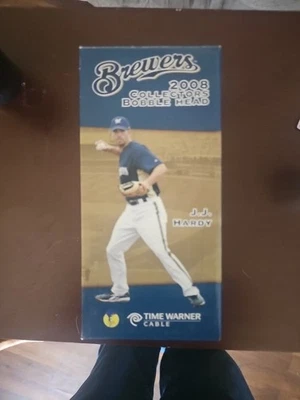 Brewers
2008
COLLECTORS
BOBBLE HEAD
J.J.
HARDY
TIME WARNER
CABLE